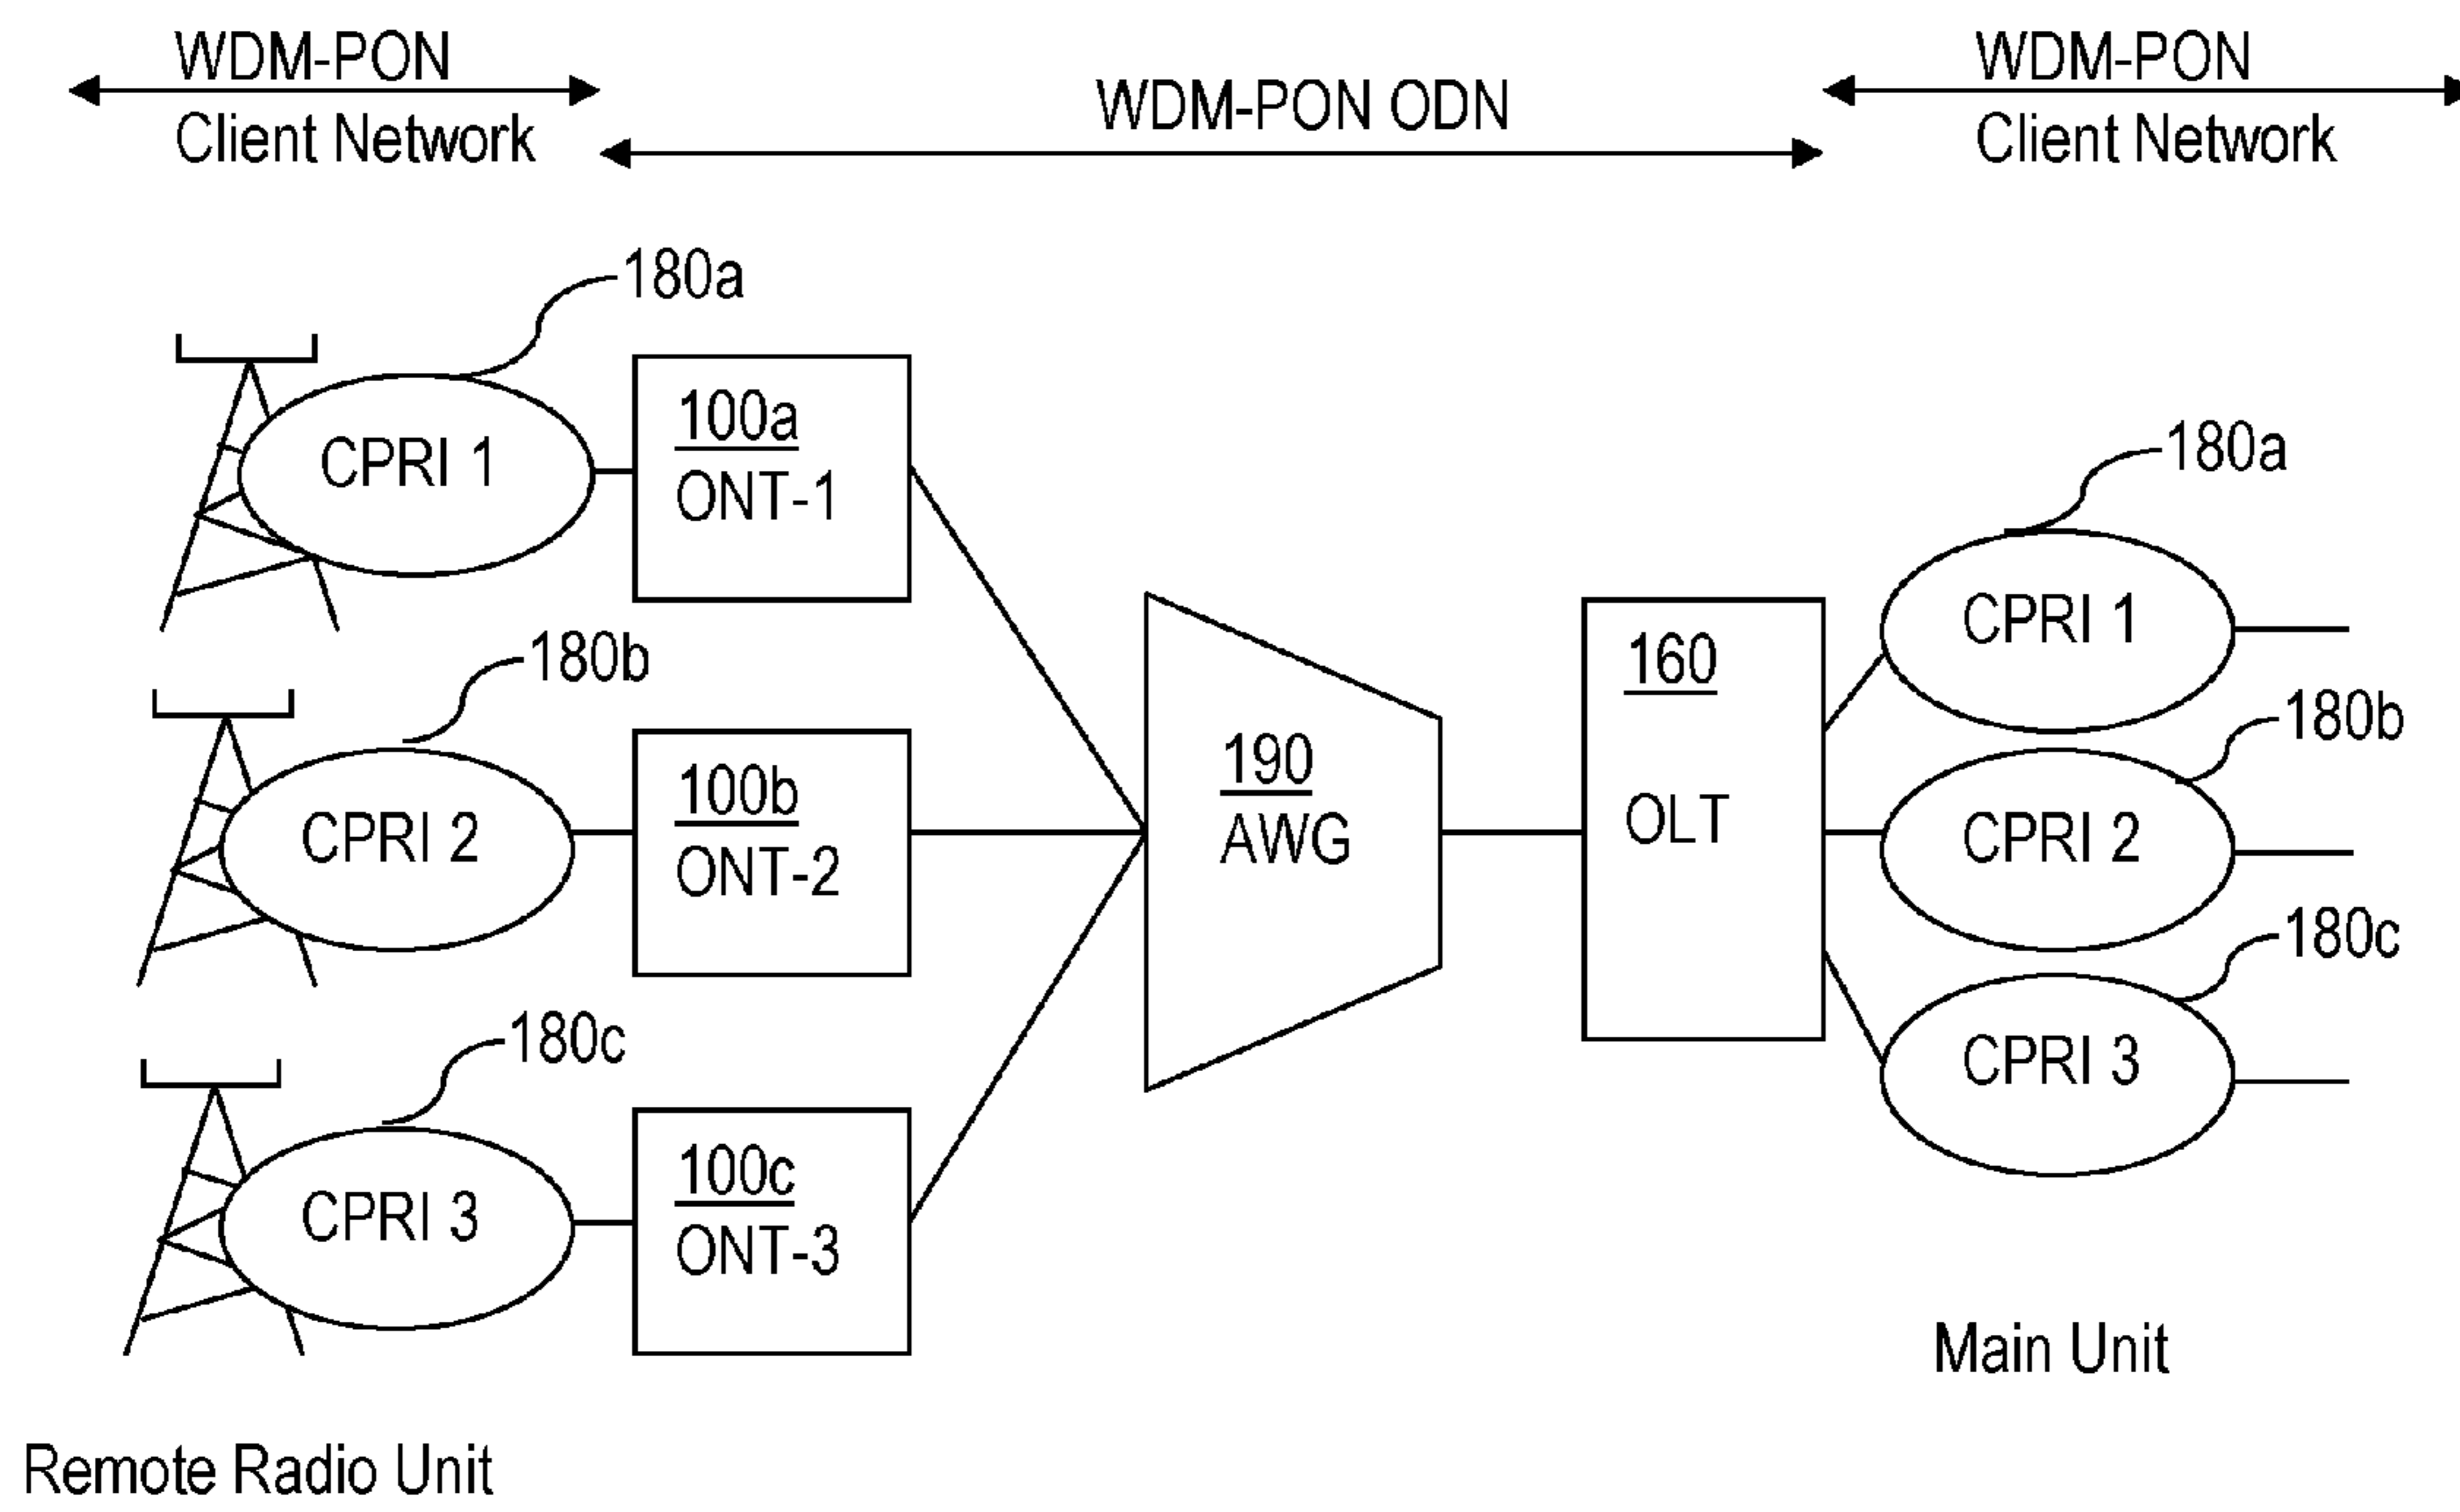 WDM-PON
Client Network
WDM-PON ODN
WDM-PON
Client Network
180a
CPRI 1
100a
ONT-1
180b
CPRI 2
100b
ONT-2
180c
CPRI 3
100c
ONT-3
190
AWG
160
OLT
180a
CPRI 1
180b
CPRI 2
180c
CPRI 3
Main Unit
Remote Radio Unit